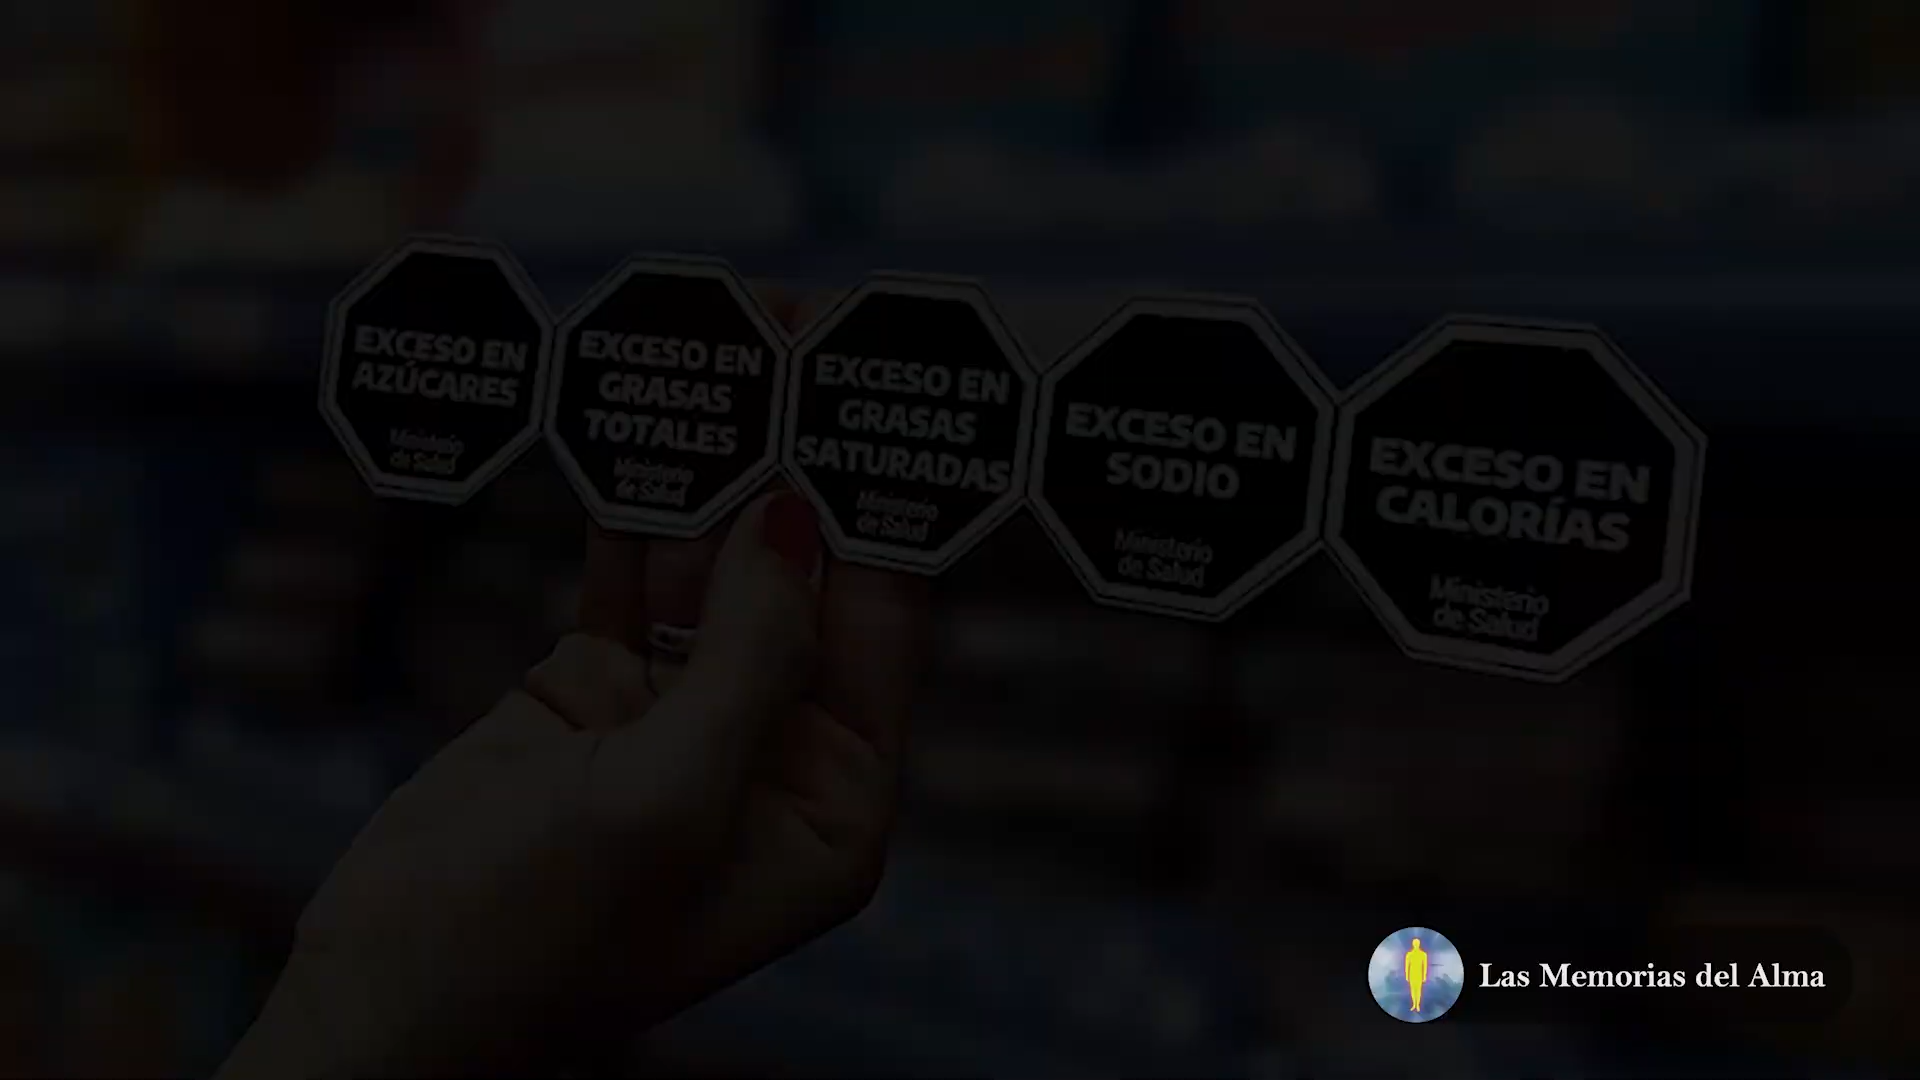 EXCESO EN
AZÚCARES
Ministerio
de Salud
EXCESO EN
GRASAS
TOTALES
Ministerio
de Salud
EXCESO EN
GRASAS
SATURADAS
Ministerio
de Salud
EXCESO EN
SODIO
Ministerio
de Salud
EXCESO EN
CALORÍAS
Ministerio
de Salud
Las Memorias del Alma